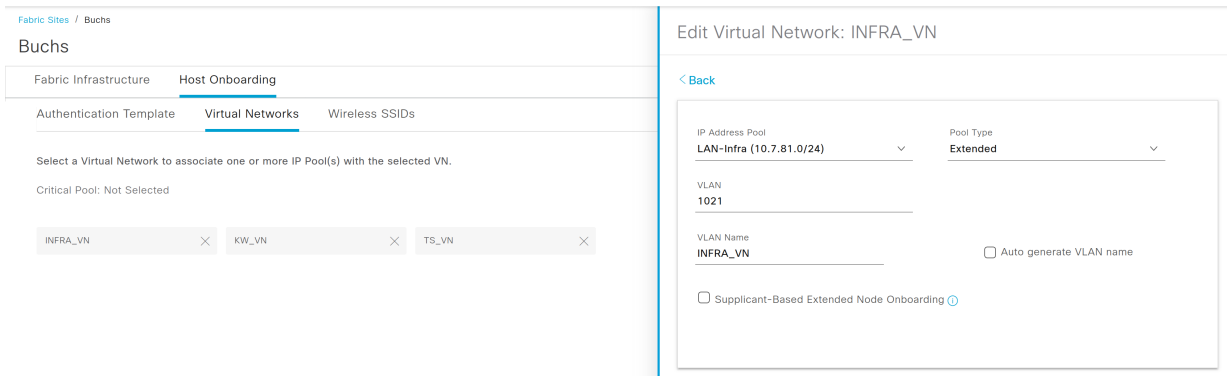 Fabric Sites / Buchs
Buchs
Fabric Infrastructure Host Onboarding
Authentication Template Virtual Networks Wireless SSIDs
Select a Virtual Network to associate one or more IP Pool(s) with the selected VN.
Critical Pool: Not Selected
INFRA_VN KW_VN TS_VN
Edit Virtual Network: INFRA_VN
< Back
IP Address Pool Pool Type
LAN-Infra (10.7.81.0/24) Extended
VLAN
1021
VLAN Name
INFRA_VN Auto generate VLAN name
Supplicant-Based Extended Node Onboarding